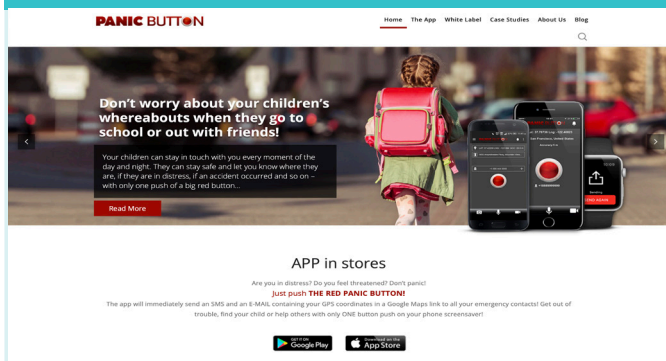 PANIC BUTTON
Home The App White Label Case Studies About Us Blog
Don't worry about your children's
whereabouts when they go to
school or out with friends!
Your children can stay in touch with you every moment of the
day and night. They can stay safe and let you know where they
are, if they are in distress, if an accident occurred and so on –
with only one push of a big red button...
Read More
Sending
SEND AGAIN
APP in stores
Are you in distress? Do you feel threatened? Don't panic!
Just push THE RED PANIC BUTTON!
The app will immediately send an SMS and an E-MAIL containing your GPS coordinates in a Google Maps link to all your emergency contacts! Get out of
trouble, find your child or help others with only ONE button push on your phone screensaver!
GET IT ON
Google Play
Download on the
App Store